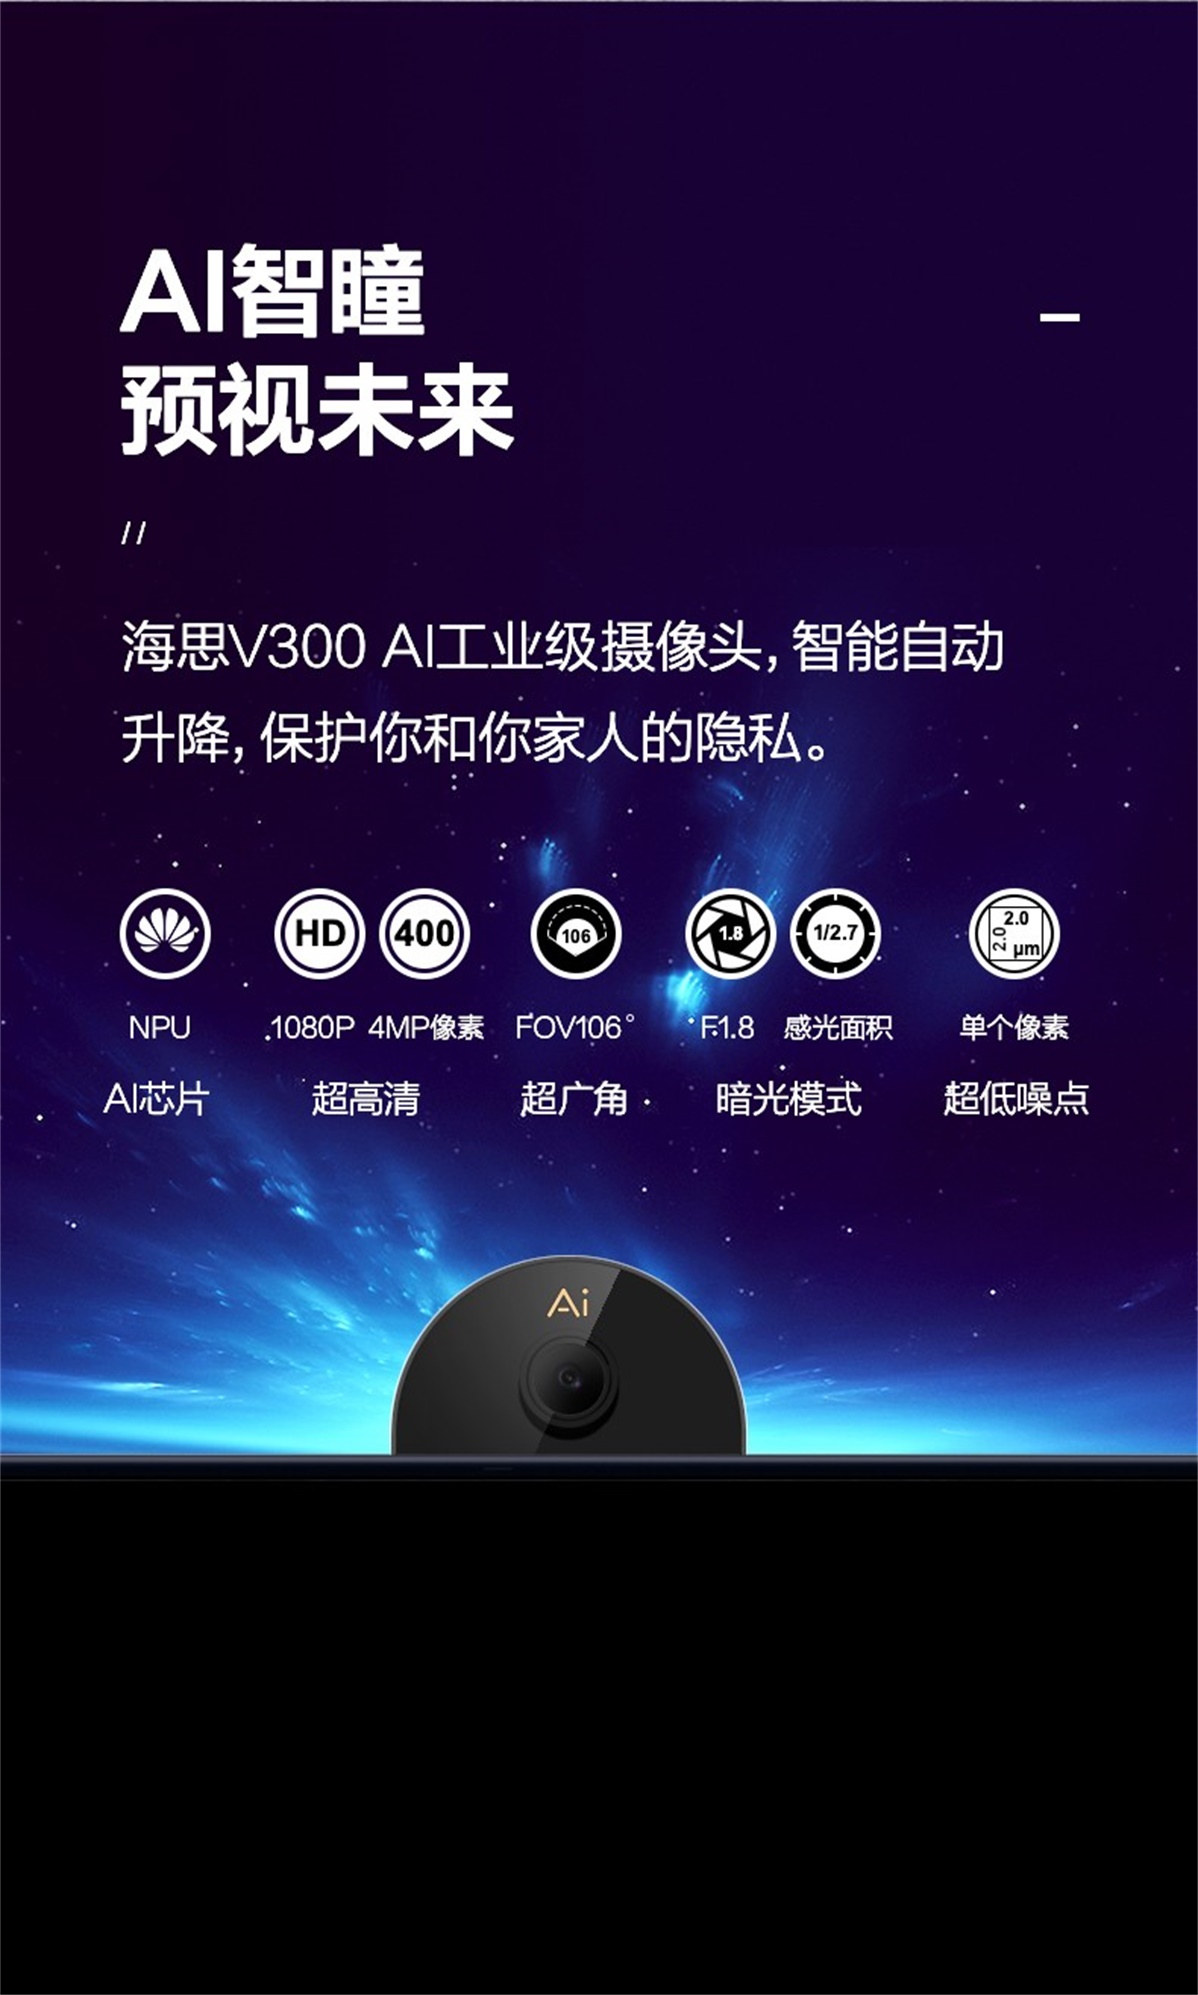 AI智瞳
预视未来
//
海思V300 AI工业级摄像头，智能自动
升降，保护你和你家人的隐私。
HD 400 106 1.8 1/2.7 2.0 2.0 μm
NPU 1080P 4MP像素 FOV106° F1.8 感光面积 单个像素
AI芯片 超高清 超广角 暗光模式 超低噪点
Ai